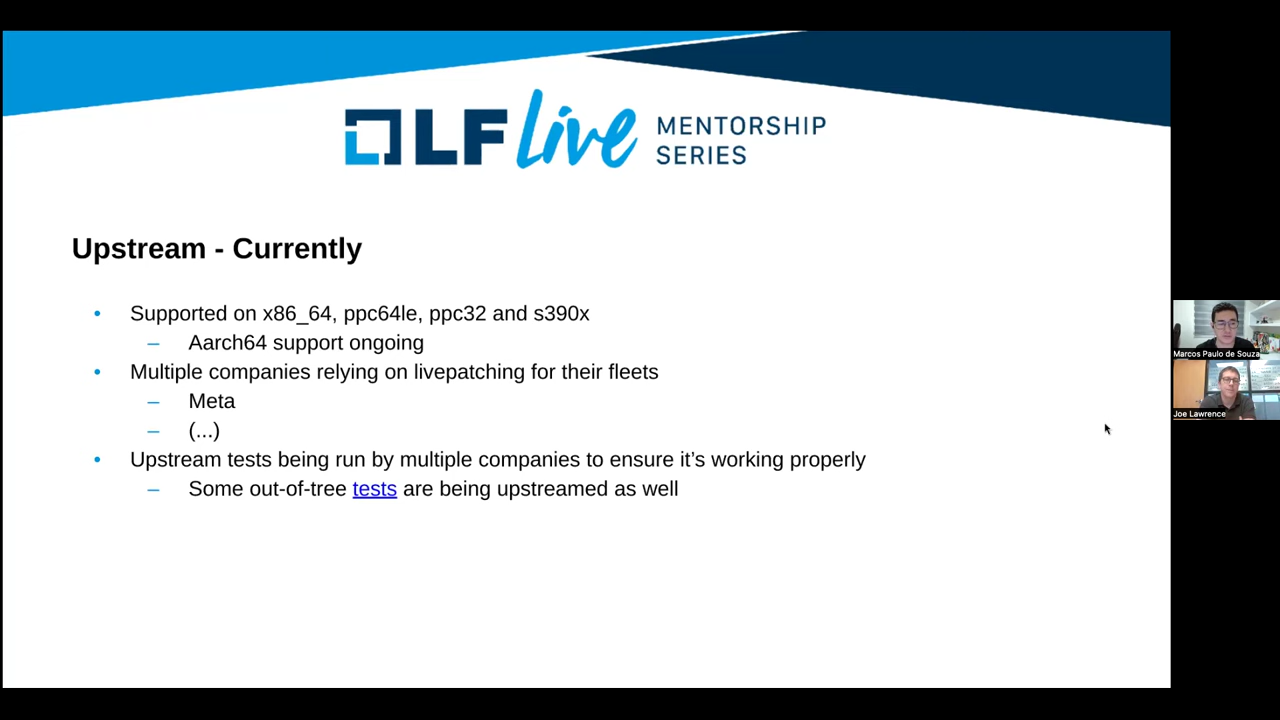 LF live MENTORSHIP
SERIES
Upstream - Currently
• Supported on x86_64, ppc64le, ppc32 and s390x
– Aarch64 support ongoing
• Multiple companies relying on livepatching for their fleets
– Meta
– (...)
• Upstream tests being run by multiple companies to ensure it's working properly
– Some out-of-tree tests are being upstreamed as well
Marcos Paulo de Souza
Joe Lawrence